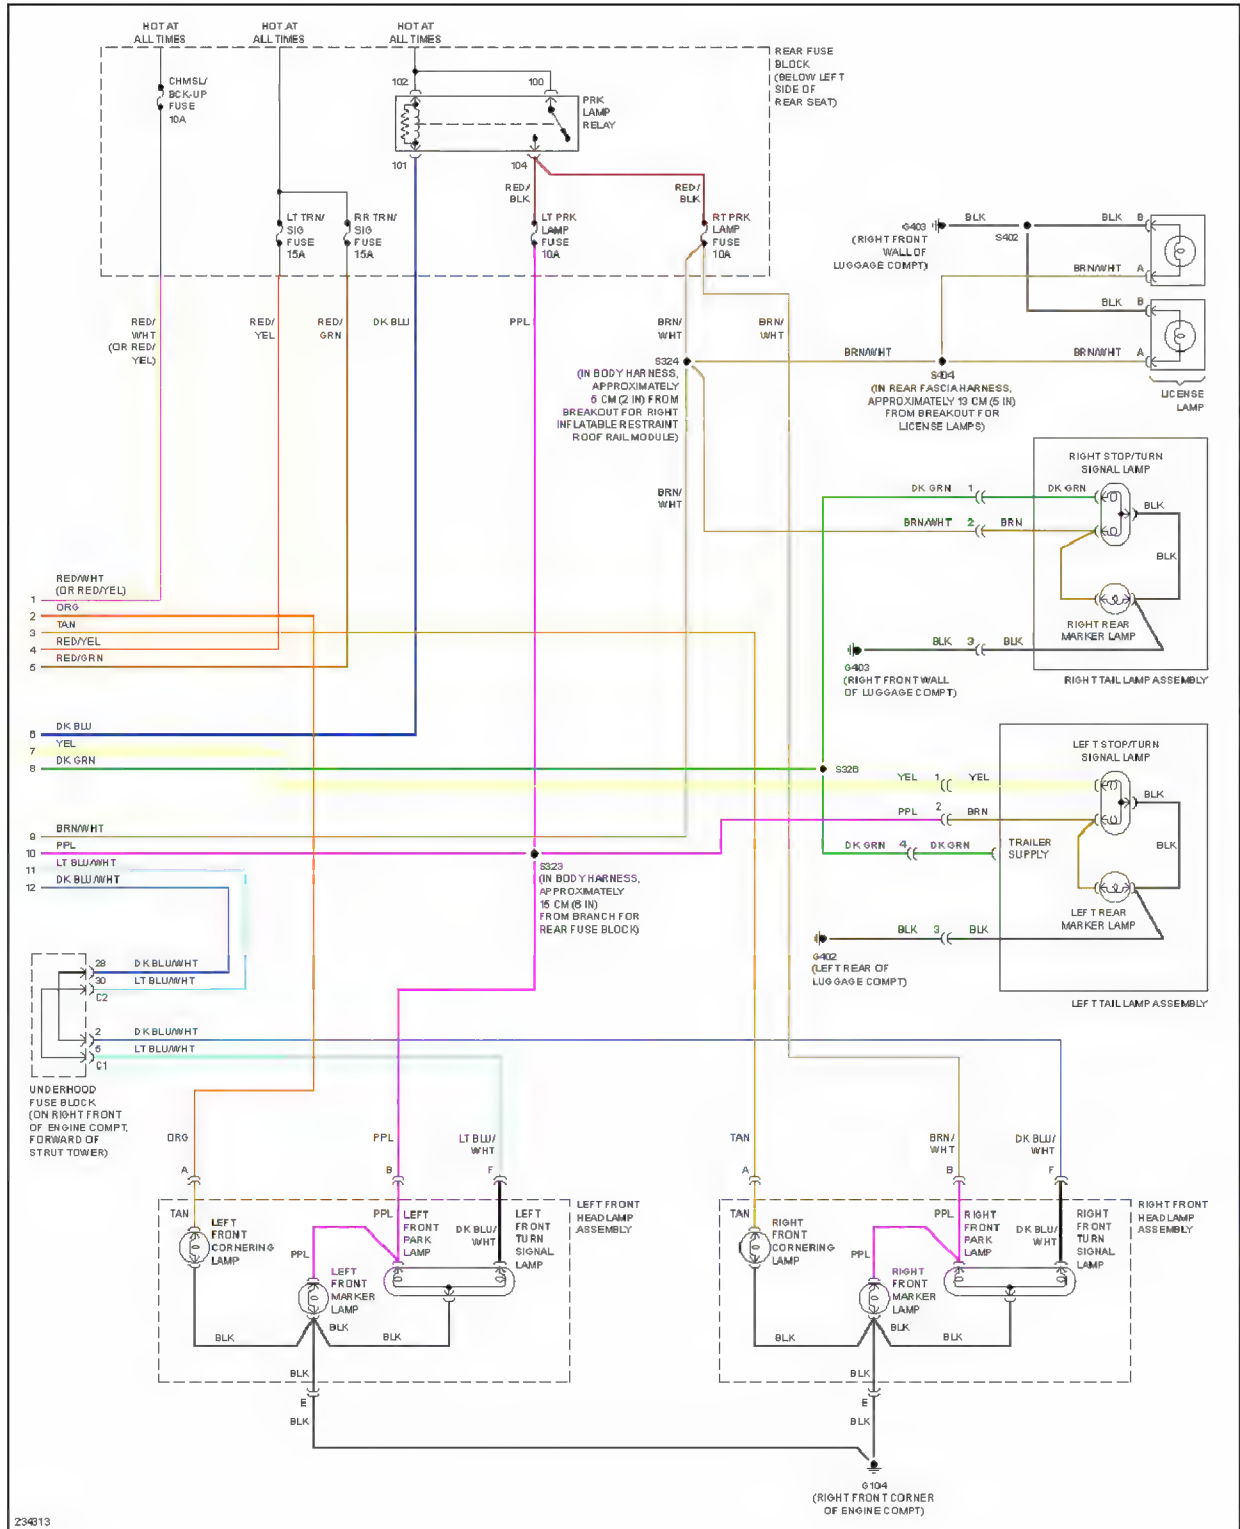 HOT AT
ALL TIMES
HOT AT
ALL TIMES
HOT AT
ALL TIMES
REAR FUSE
BLOCK
(BELOW LEFT
SIDE OF
REAR SEAT)
CHMSL/
BCK-UP
FUSE
10A
102
100
PRK
LAMP
RELAY
101
104
RED/
BLK
RED/
BLK
LT TRN/
SIG
FUSE
15A
RR TRN/
SIG
FUSE
15A
LT PRK
LAMP
FUSE
10A
RT PRK
LAMP
FUSE
10A
G403
(RIGHT FRONT
WALL OF
LUGGAGE COMPT)
BLK
S402
BLK
B
BRN/WHT
A
BLK
B
BRN/WHT
BRN/WHT
A
LICENSE
LAMP
RED/
WHT
(OR RED/
YEL)
RED/
YEL
RED/
GRN
DK BLU
PPL
BRN/
WHT
BRN/
WHT
S324
(IN BODY HARNESS,
APPROXIMATELY
5 CM (2 IN) FROM
BREAKOUT FOR RIGHT
INFLATABLE RESTRAINT
ROOF RAIL MODULE)
S404
(IN REAR FASCIA HARNESS,
APPROXIMATELY 13 CM (5 IN)
FROM BREAKOUT FOR
LICENSE LAMPS)
BRN/
WHT
RIGHT STOP/TURN
SIGNAL LAMP
DK GRN
1
DK GRN
BLK
BRN/WHT
2
BRN
BLK
RIGHT REAR
MARKER LAMP
BLK
3
BLK
G403
(RIGHT FRONT WALL
OF LUGGAGE COMPT)
RIGHT TAIL LAMP ASSEMBLY
1
RED/WHT
(OR RED/YEL)
2
ORG
3
TAN
4
RED/YEL
5
RED/GRN
6
DK BLU
7
YEL
8
DK GRN
9
BRN/WHT
10
PPL
11
LT BLU/WHT
12
DK BLU/WHT
S326
LEFT STOP/TURN
SIGNAL LAMP
YEL
1
YEL
BLK
PPL
2
BRN
DK GRN
4
DK GRN
TRAILER
SUPPLY
BLK
LEFT REAR
MARKER LAMP
BLK
3
BLK
G402
(LEFT REAR OF
LUGGAGE COMPT)
LEFT TAIL LAMP ASSEMBLY
S323
(IN BODY HARNESS,
APPROXIMATELY
15 CM (6 IN)
FROM BRANCH FOR
REAR FUSE BLOCK)
28
DK BLU/WHT
30
LT BLU/WHT
C2
2
DK BLU/WHT
5
LT BLU/WHT
C1
UNDERHOOD
FUSE BLOCK
(ON RIGHT FRONT
OF ENGINE COMPT,
FORWARD OF
STRUT TOWER)
ORG
A
PPL
B
LT BLU/
WHT
F
TAN
A
BRN/
WHT
B
DK BLU/
WHT
F
LEFT FRONT
HEADLAMP
ASSEMBLY
TAN
LEFT
FRONT
CORNERING
LAMP
PPL
PPL
LEFT
FRONT
PARK
LAMP
DK BLU/
WHT
LEFT
FRONT
TURN
SIGNAL
LAMP
LEFT
FRONT
MARKER
LAMP
BLK
BLK
BLK
BLK
E
BLK
RIGHT FRONT
HEADLAMP
ASSEMBLY
TAN
RIGHT
FRONT
CORNERING
LAMP
PPL
PPL
RIGHT
FRONT
PARK
LAMP
DK BLU/
WHT
RIGHT
FRONT
TURN
SIGNAL
LAMP
RIGHT
FRONT
MARKER
LAMP
BLK
BLK
BLK
BLK
E
BLK
G104
(RIGHT FRONT CORNER
OF ENGINE COMPT)
234313